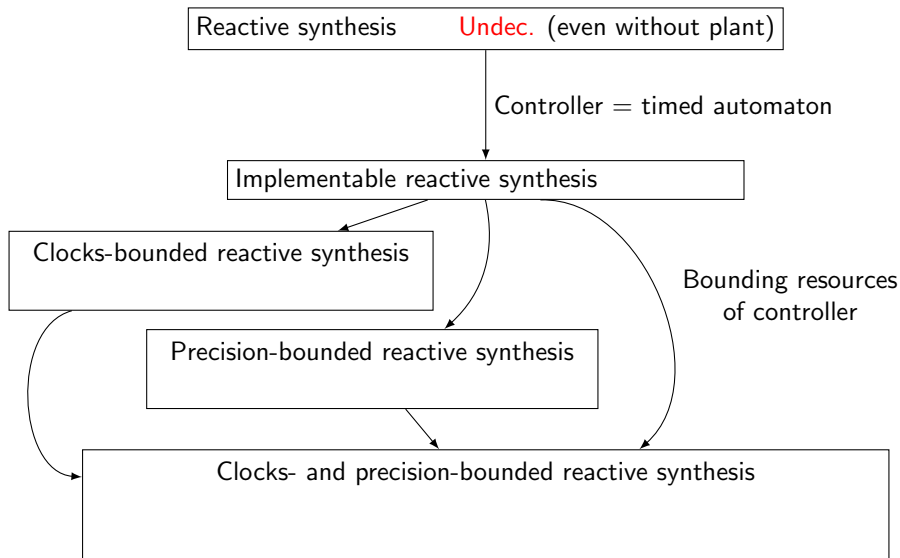 Reactive synthesis Undec. (even without plant)
Controller = timed automaton
Implementable reactive synthesis
Clocks-bounded reactive synthesis
Bounding resources
of controller
Precision-bounded reactive synthesis
Clocks- and precision-bounded reactive synthesis